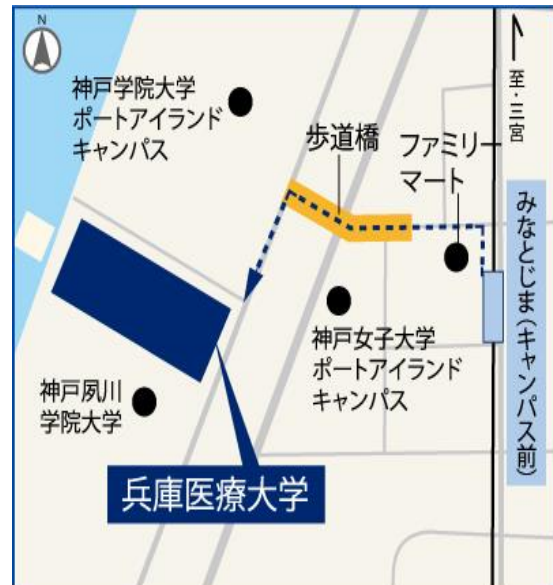 N
至・三宮
神戸学院大学
ポートアイランド
キャンパス
歩道橋
ファミリー
マート
みなとじま(キャンパス前)
神戸女子大学
ポートアイランド
キャンパス
神戸夙川
学院大学
兵庫医療大学